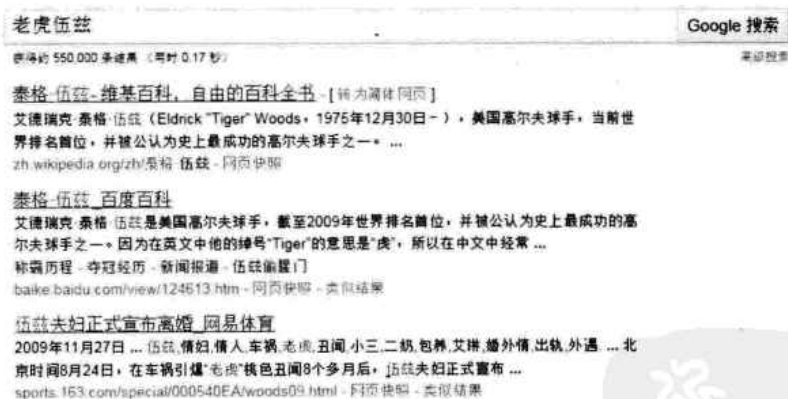 老虎伍兹
Google 搜索
获得约 550,000 条结果 （用时 0.17 秒）
高级搜索
泰格·伍兹- 维基百科，自由的百科全书 - [ 转为简体网页 ]
艾德瑞克·泰格·伍兹（Eldrick "Tiger" Woods，1975年12月30日－），美国高尔夫球手，当前世
界排名首位，并被公认为史上最成功的高尔夫球手之一。 ...
zh.wikipedia.org/zh/泰格·伍兹 - 网页快照
泰格·伍兹_百度百科
艾德瑞克·泰格·伍兹是美国高尔夫球手，截至2009年世界排名首位，并被公认为史上最成功的高
尔夫球手之一。因为在英文中他的绰号"Tiger"的意思是"虎"，所以在中文中经常 ...
称霸历程 - 夺冠经历 - 新闻报道 - 伍兹偷腥门
baike.baidu.com/view/124613.htm - 网页快照 - 类似结果
伍兹夫妇正式宣布离婚_网易体育
2009年11月27日 ... 伍兹,情妇,情人,车祸,老虎,丑闻,小三,二奶,包养,艾琳,婚外情,出轨,外遇. ... 北
京时间8月24日，在车祸引爆"老虎"桃色丑闻8个多月后，伍兹夫妇正式宣布 ...
sports.163.com/special/000540EA/woods09.html - 网页快照 - 类似结果